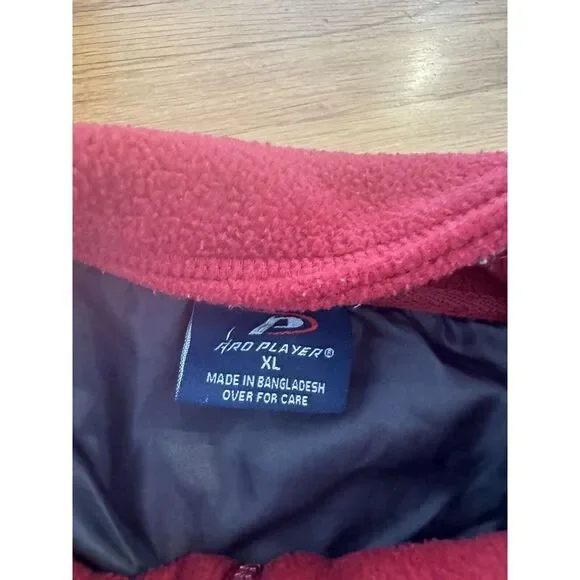 PRO PLAYER®
XL
MADE IN BANGLADESH
OVER FOR CARE